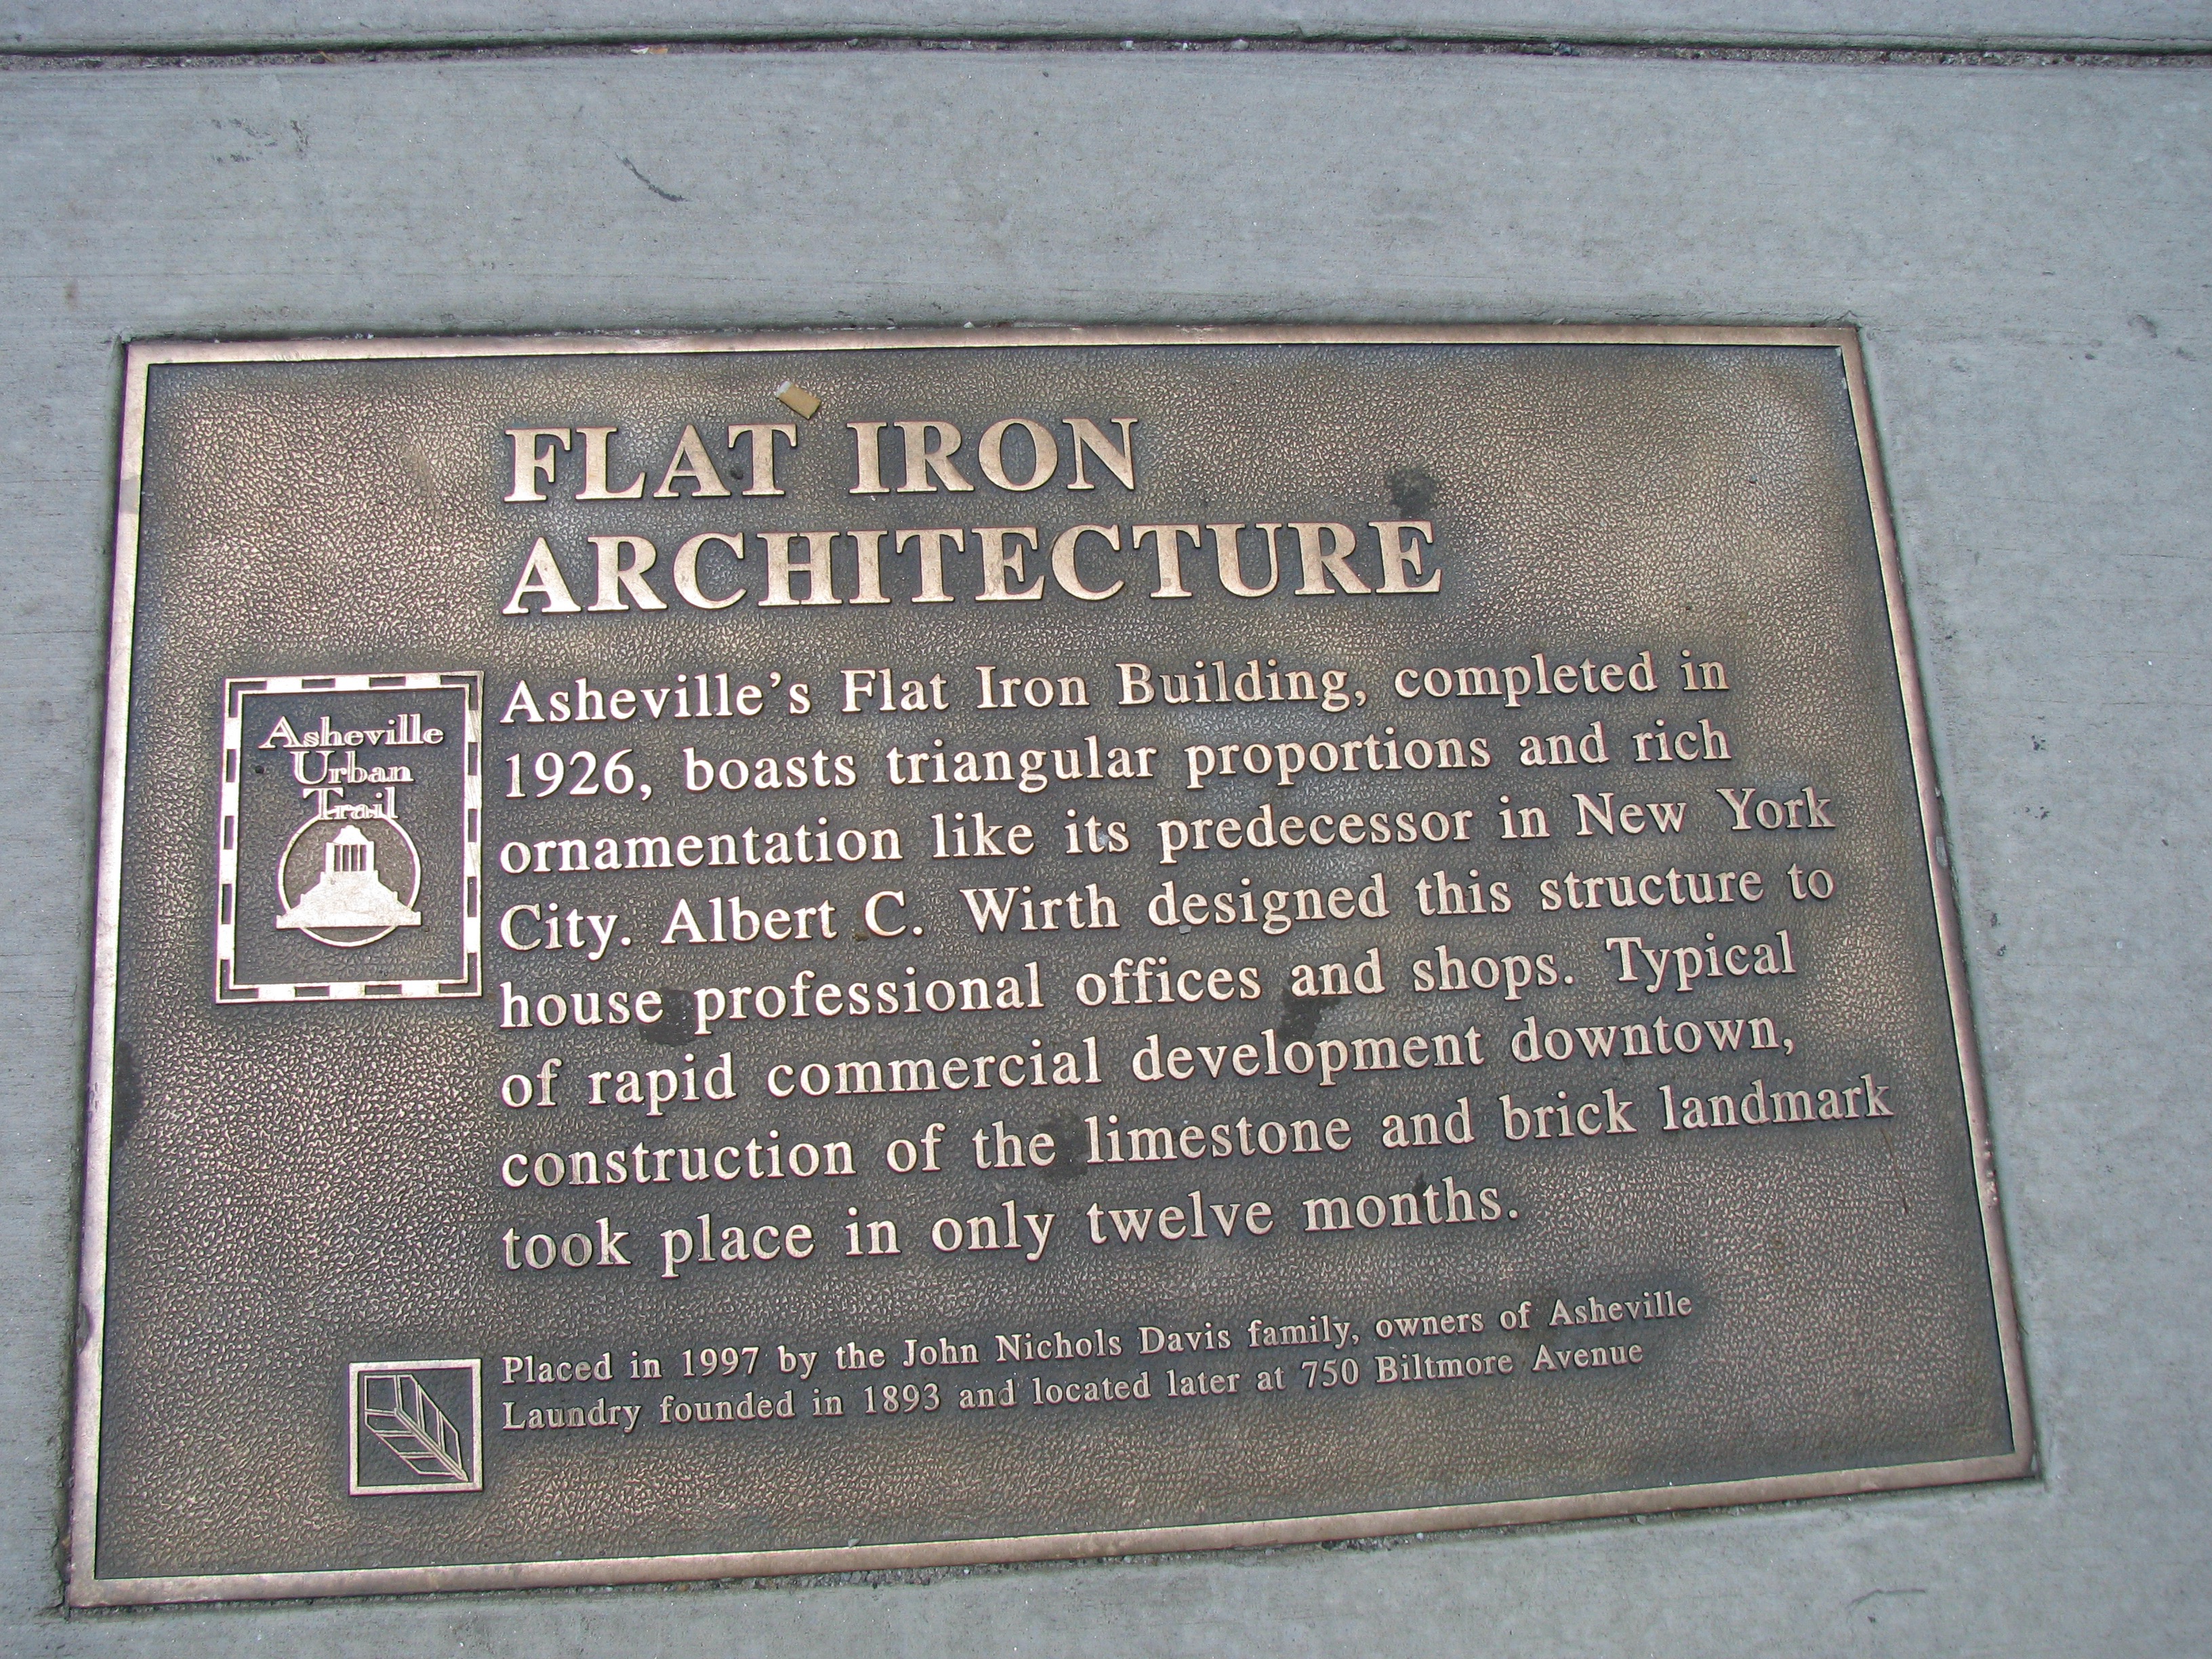 FLAT IRON
ARCHITECTURE
Asheville
Urban
Trail
Asheville's Flat Iron Building, completed in
1926, boasts triangular proportions and rich
ornamentation like its predecessor in New York
City. Albert C. Wirth designed this structure to
house professional offices and shops. Typical
of rapid commercial development downtown,
construction of the limestone and brick landmark
took place in only twelve months.
Placed in 1997 by the John Nichols Davis family, owners of Asheville
Laundry founded in 1893 and located later at 750 Biltmore Avenue